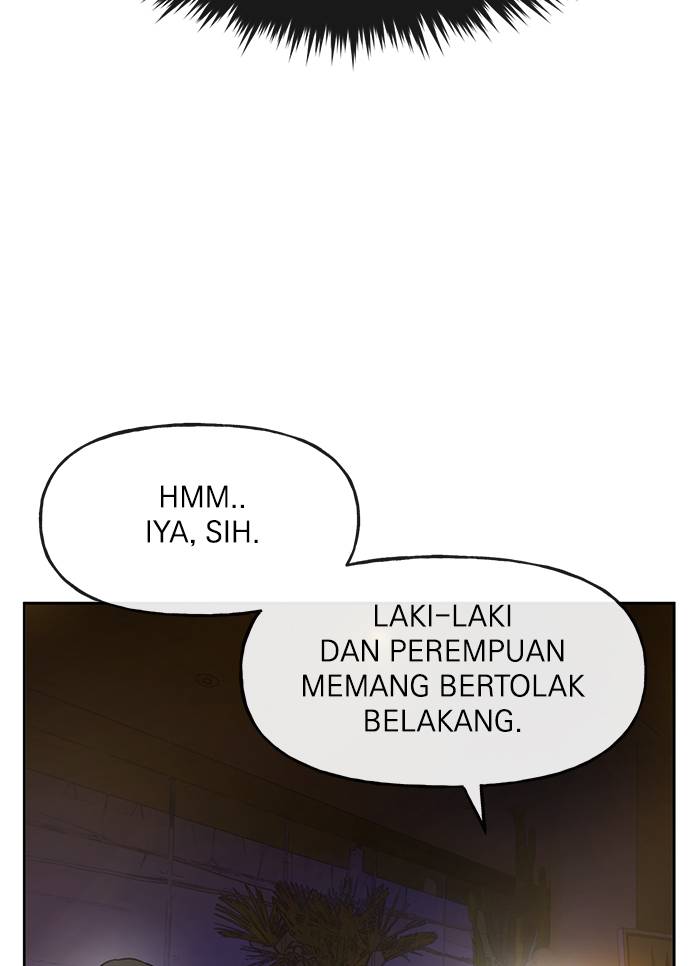 HMM..
IYA, SIH.
LAKI-LAKI
DAN PEREMPUAN
MEMANG BERTOLAK
BELAKANG.